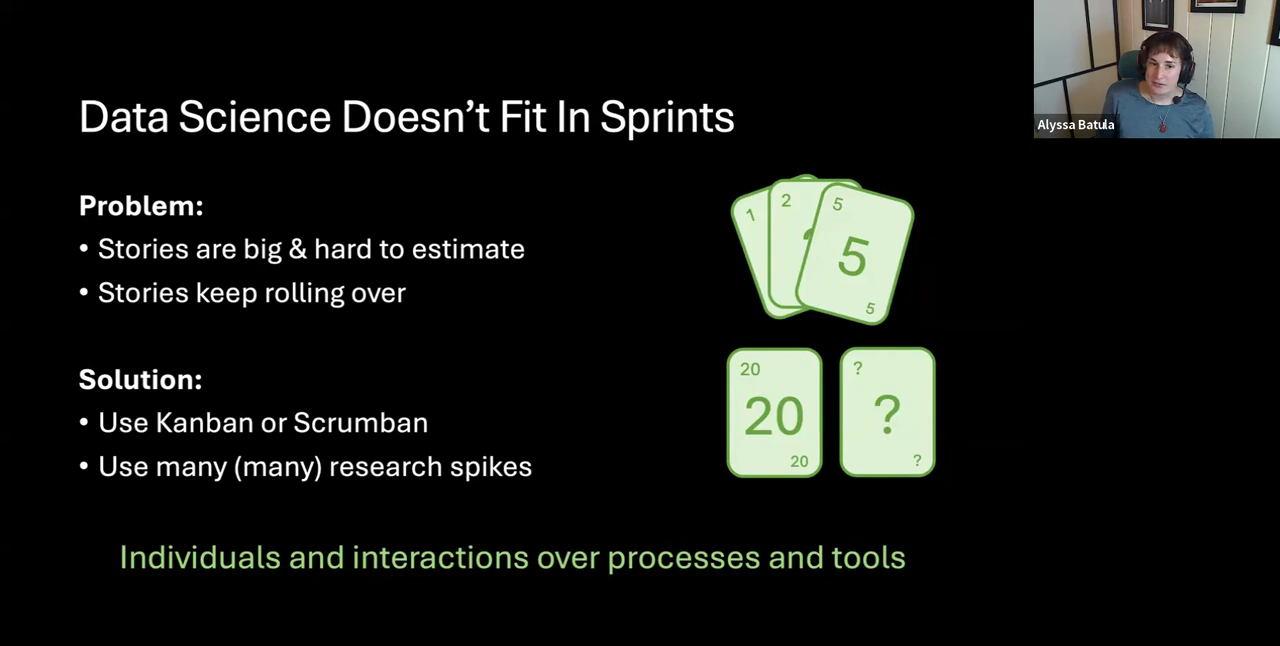 Data Science Doesn’t Fit In Sprints
Alyssa Batula
Problem:
• Stories are big & hard to estimate
• Stories keep rolling over
1
2
5
5
5
Solution:
• Use Kanban or Scrumban
• Use many (many) research spikes
20
20
20
?
?
?
Individuals and interactions over processes and tools